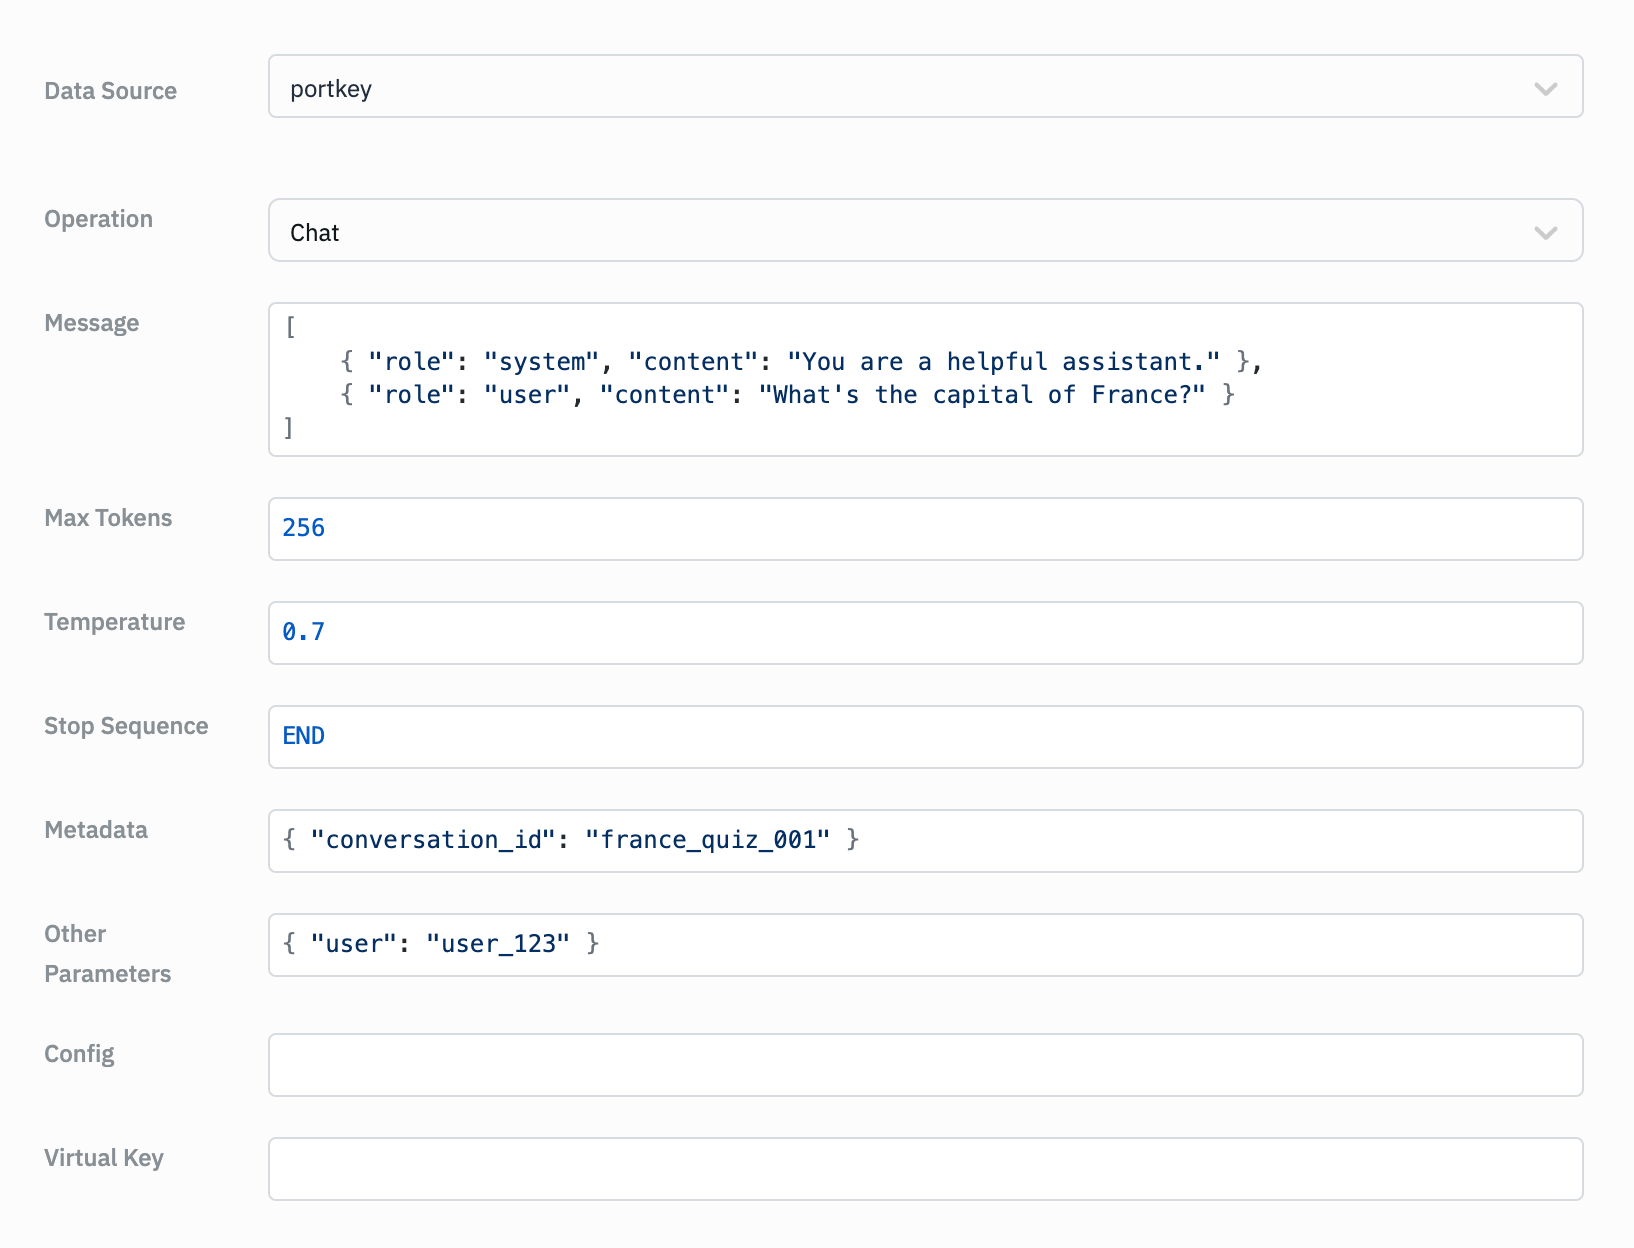 Data Source
portkey
Operation
Chat
Message
[
{ "role": "system", "content": "You are a helpful assistant." },
{ "role": "user", "content": "What's the capital of France?" }
]
Max Tokens
256
Temperature
0.7
Stop Sequence
END
Metadata
{ "conversation_id": "france_quiz_001" }
Other
Parameters
{ "user": "user_123" }
Config
Virtual Key